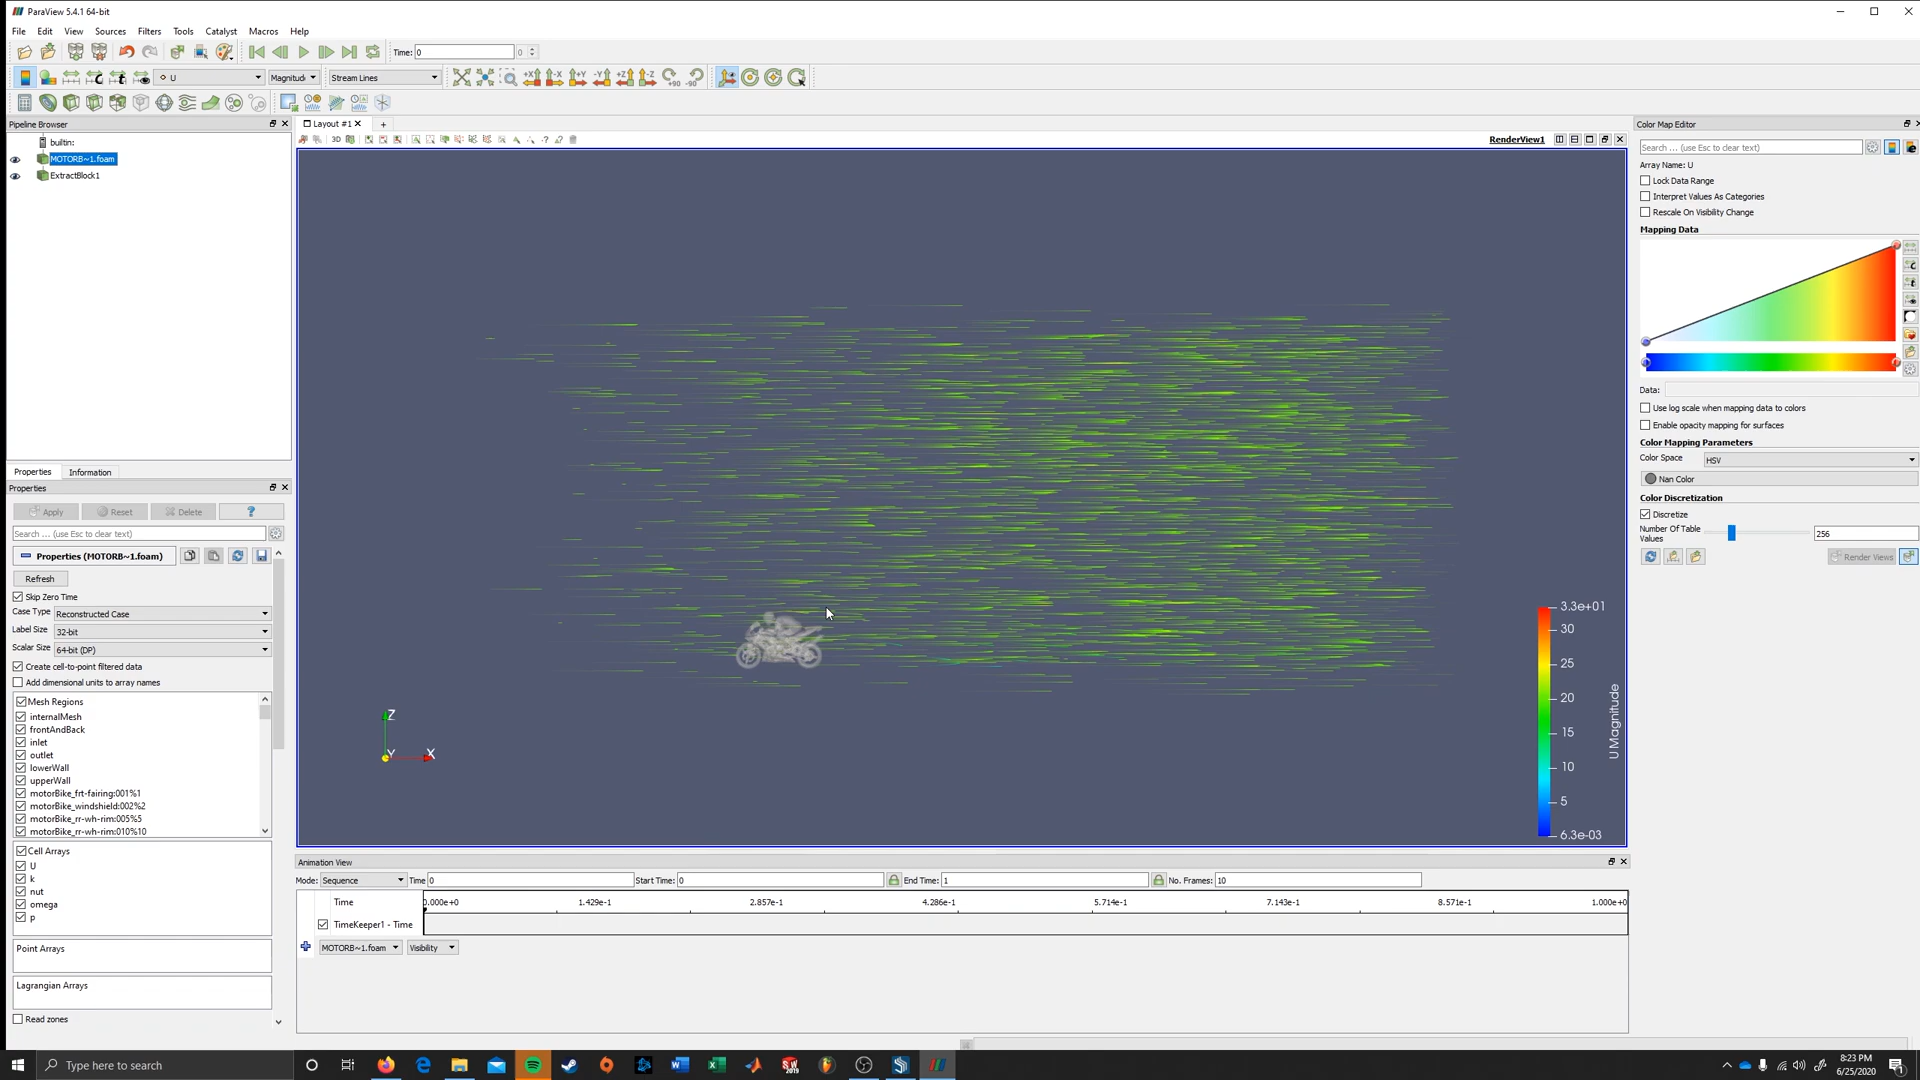 ParaView 5.4.1 64-bit
File Edit View Sources Filters Tools Catalyst Macros Help
Time: 0 0
U Magnitud Stream Lines +X -X +Y -Y +Z -Z +90 -90
Pipeline Browser
builtin:
MOTORB~1.foam
ExtractBlock1
Properties Information
Properties
Apply Reset Delete ?
Search ... (use Esc to clear text)
Properties (MOTORB~1.foam)
Refresh
Skip Zero Time
Case Type Reconstructed Case
Label Size 32-bit
Scalar Size 64-bit (DP)
Create cell-to-point filtered data
Add dimensional units to array names
Mesh Regions
internalMesh
frontAndBack
inlet
outlet
lowerWall
upperWall
motorBike_frt-fairing:001%1
motorBike_windshield:002%2
motorBike_rr-wh-rim:005%5
motorBike_rr-wh-rim:010%10
Cell Arrays
U
k
nut
omega
p
Point Arrays
Lagrangian Arrays
Read zones
Layout #1
3D
RenderView1
Z
Y
X
3.3e+01
30
25
20
15
10
5
6.3e-03
U Magnitude
Animation View
Mode: Sequence Time 0 Start Time: 0 End Time: 1 No. Frames: 10
Time 0.000e+0 1.429e-1 2.857e-1 4.286e-1 5.714e-1 7.143e-1 8.571e-1 1.000e+0
TimeKeeper1 - Time
MOTORB~1.foam Visibility
Color Map Editor
Search ... (use Esc to clear text)
Array Name: U
Lock Data Range
Interpret Values As Categories
Rescale On Visibility Change
Mapping Data
Data:
Use log scale when mapping data to colors
Enable opacity mapping for surfaces
Color Mapping Parameters
Color Space HSV
Nan Color
Color Discretization
Discretize
Number Of Table
Values
256
Render Views
Type here to search
8:23 PM
6/25/2020